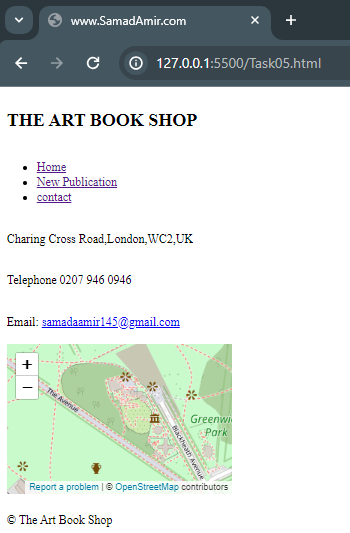 www.SamadAmir.com
127.0.0.1:5500/Task05.html
THE ART BOOK SHOP
Home
New Publication
contact
Charing Cross Road,London,WC2,UK
Telephone 0207 946 0946
Email: samadaamir145@gmail.com
+
−
The Avenue
Blackheath Avenue
Greenwi
Park
Report a problem | © OpenStreetMap contributors
© The Art Book Shop